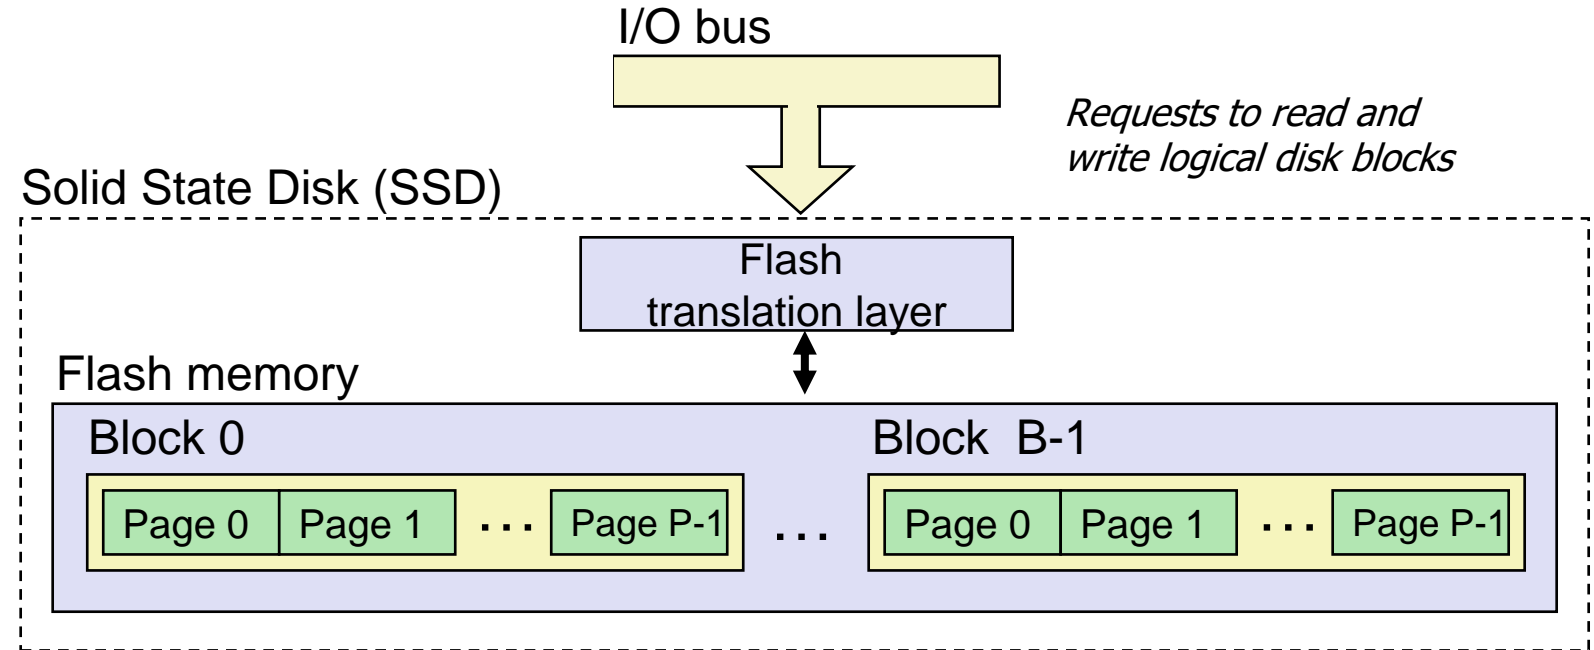 I/O bus
Requests to read and
write logical disk blocks
Solid State Disk (SSD)
Flash
translation layer
Flash memory
Block 0
Block B-1
Page 0 Page 1 ... Page P-1 ... Page 0 Page 1 ... Page P-1